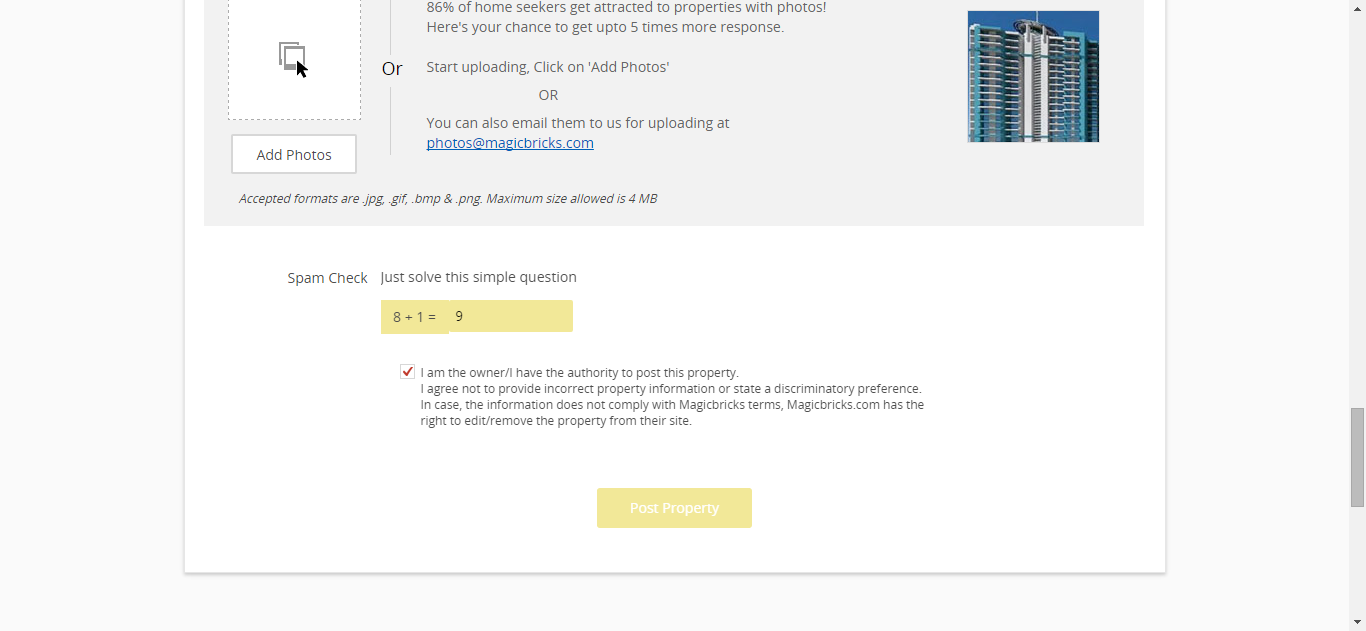 86% of home seekers get attracted to properties with photos!
Here's your chance to get upto 5 times more response.
Or
Start uploading, Click on 'Add Photos'
OR
You can also email them to us for uploading at
photos@magicbricks.com
Add Photos
Accepted formats are .jpg, .gif, .bmp & .png. Maximum size allowed is 4 MB
Spam Check Just solve this simple question
8 + 1 = 9
I am the owner/I have the authority to post this property.
I agree not to provide incorrect property information or state a discriminatory preference.
In case, the information does not comply with Magicbricks terms, Magicbricks.com has the
right to edit/remove the property from their site.
Post Property